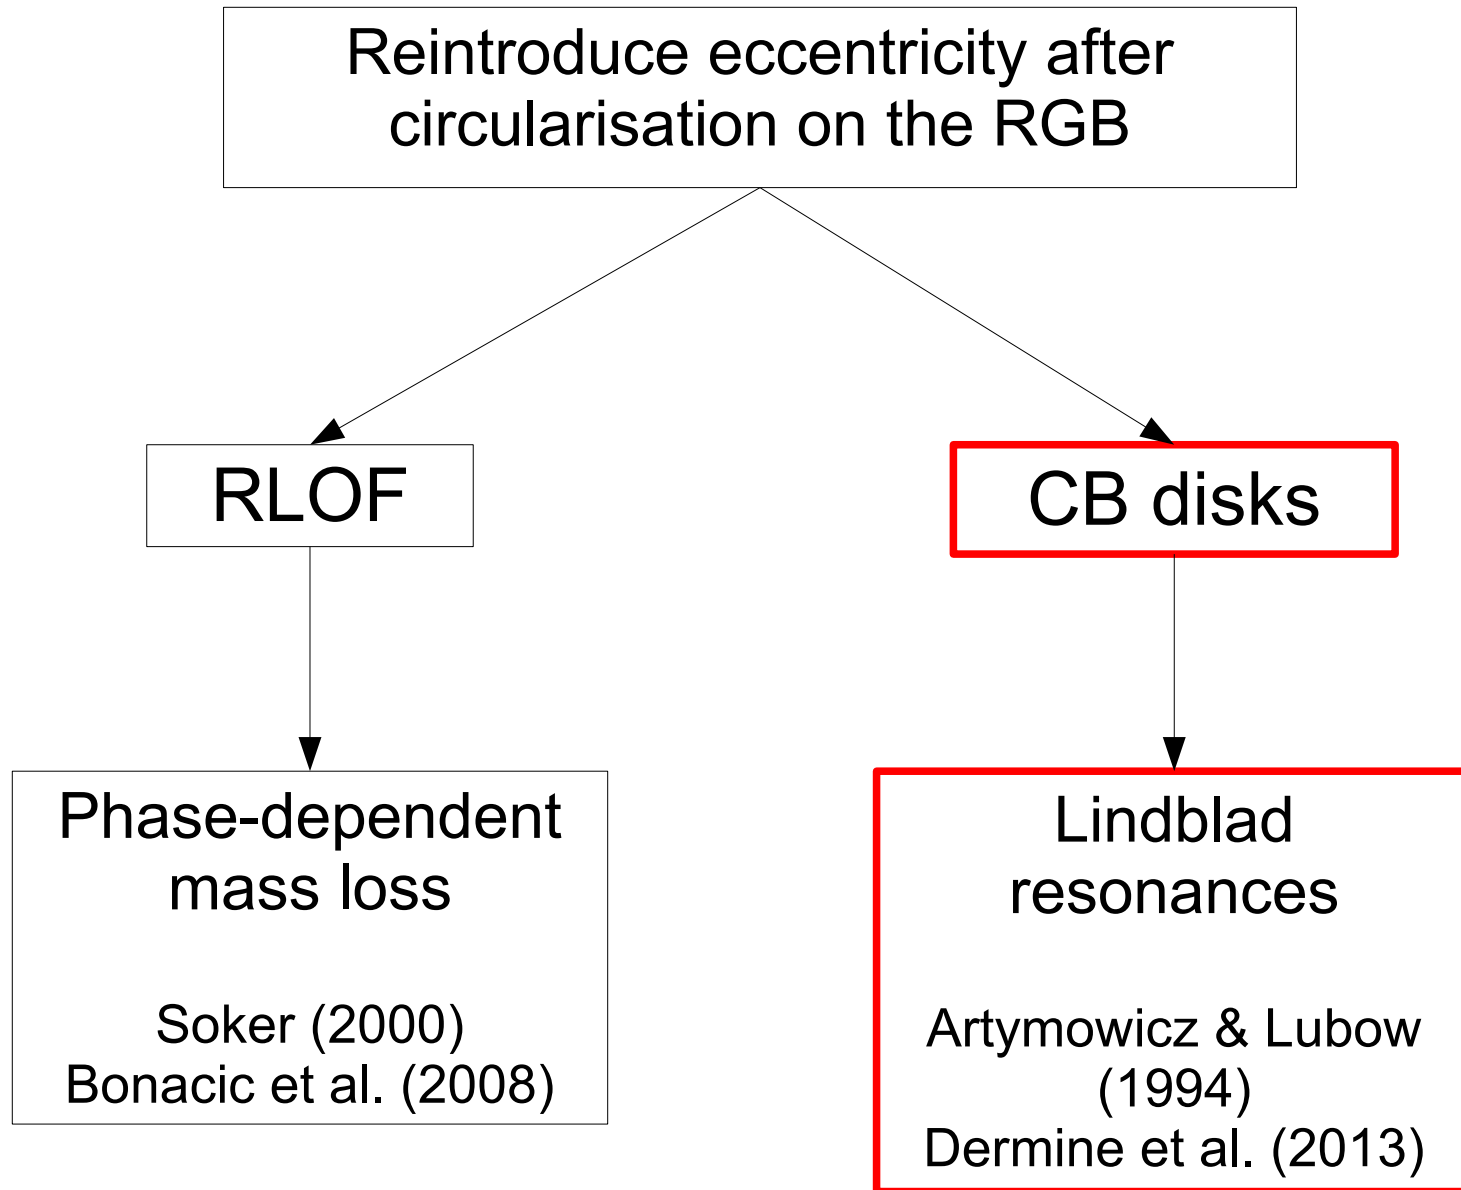 Reintroduce eccentricity after
circularisation on the RGB
RLOF
CB disks
Phase-dependent
mass loss
Soker (2000)
Bonacic et al. (2008)
Lindblad
resonances
Artymowicz & Lubow
(1994)
Dermine et al. (2013)